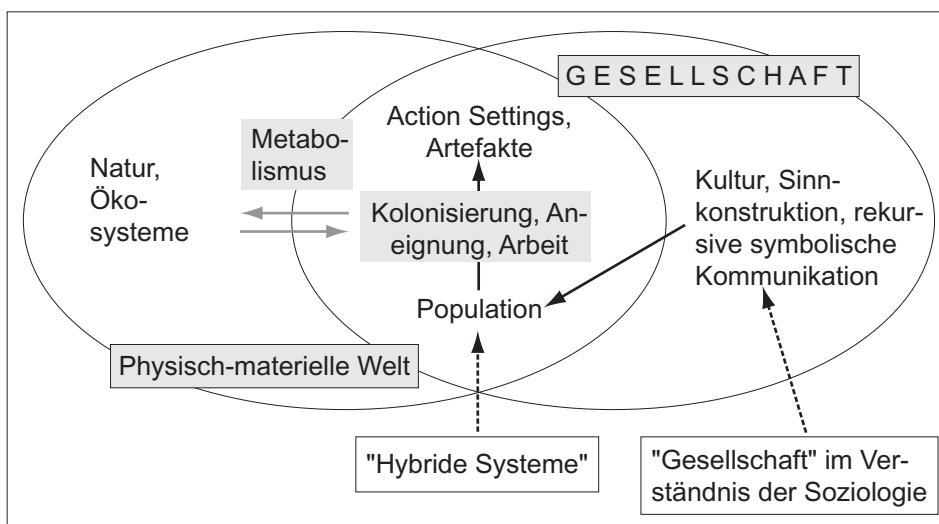 G E S E L L S C H A F T
Action Settings,
Artefakte
Metabo-
lismus
Natur,
Öko-
systeme
Kultur, Sinn-
konstruktion, rekur-
sive symbolische
Kommunikation
Kolonisierung, An-
eignung, Arbeit
Population
Physisch-materielle Welt
"Hybride Systeme"
"Gesellschaft" im Ver-
ständnis der Soziologie